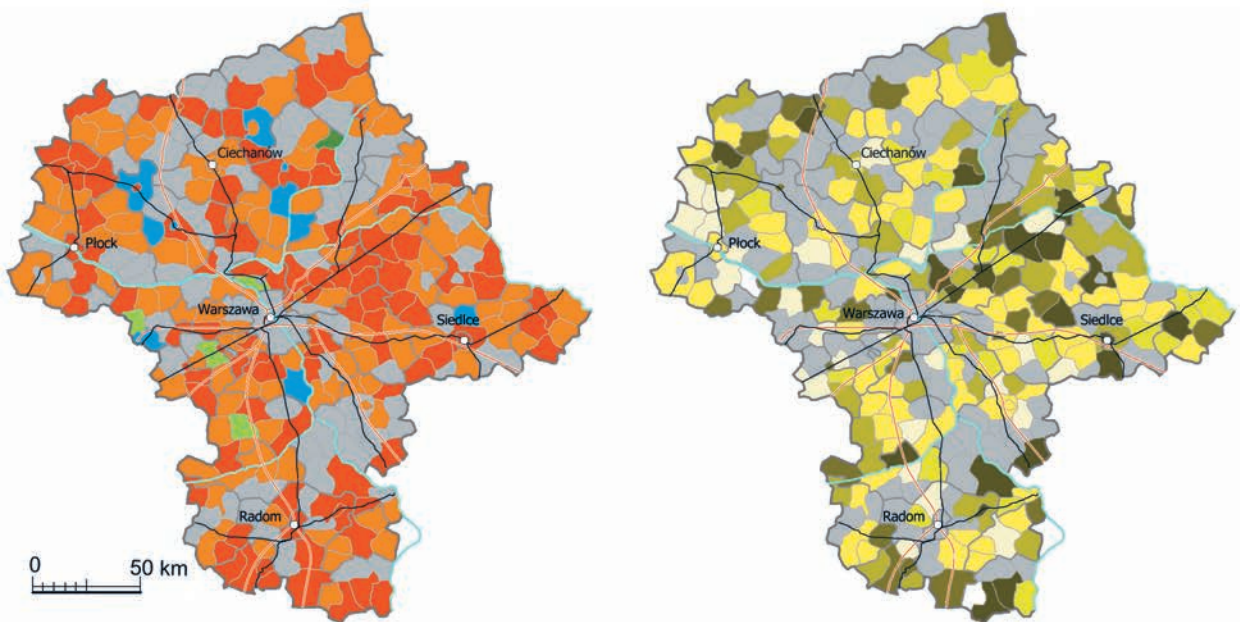 Ciechanów
Płock
Warszawa
Siedlce
Radom
0 50 km
Ciechanów
Płock
Warszawa
Siedlce
Radom